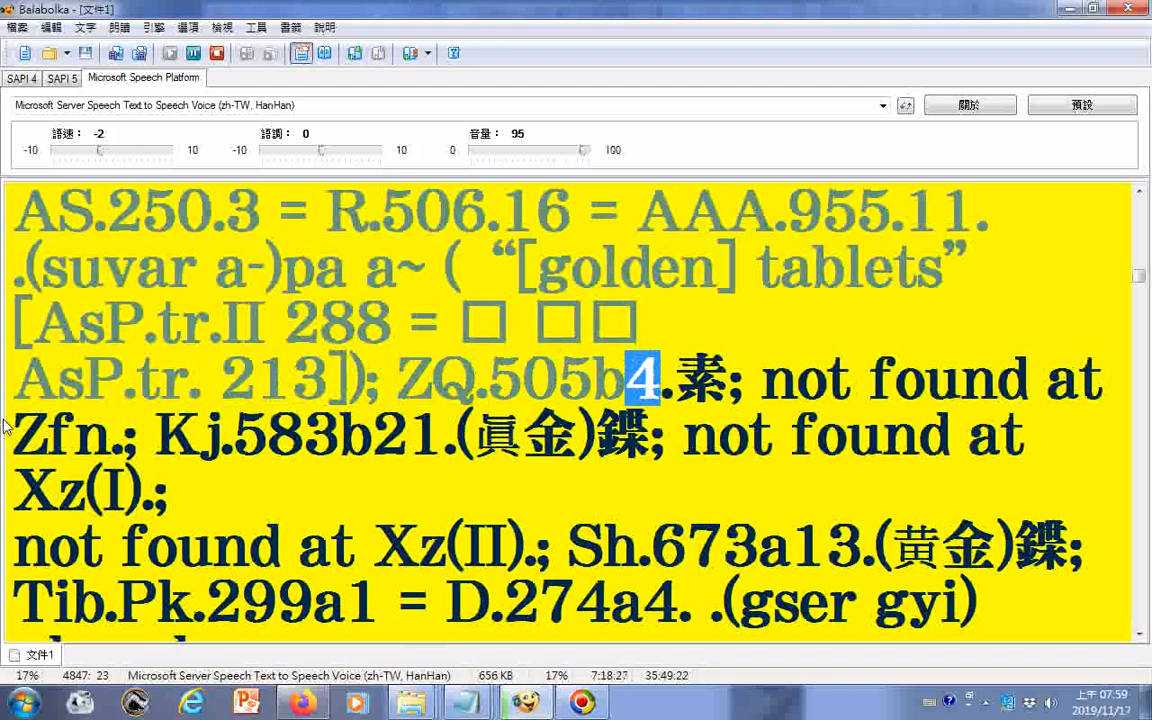 Balabolka - [文件1]
檔案 編輯 文字 朗讀 引擎 選項 檢視 工具 書籤 說明
SAPI 4 SAPI 5 Microsoft Speech Platform
Microsoft Server Speech Text to Speech Voice (zh-TW, HanHan) 關於 預設
語速： -2 語調： 0 音量： 95
-10 10 -10 10 0 100
AS.250.3 = R.506.16 = AAA.955.11.
.(suvar a-)pa a~ ( “[golden] tablets”
[AsP.tr.II 288 = □ □□
AsP.tr. 213]); ZQ.505b4.素; not found at
Zfn.; Kj.583b21.(眞金)鍱; not found at
Xz(I).;
not found at Xz(II).; Sh.673a13.(黄金)鍱;
Tib.Pk.299a1 = D.274a4. .(gser gyi)
文件1
17% 4847: 23 Microsoft Server Speech Text to Speech Voice (zh-TW, HanHan) 656 KB 17% 7:18:27 35:49:22
上午 07:59
2019/11/17